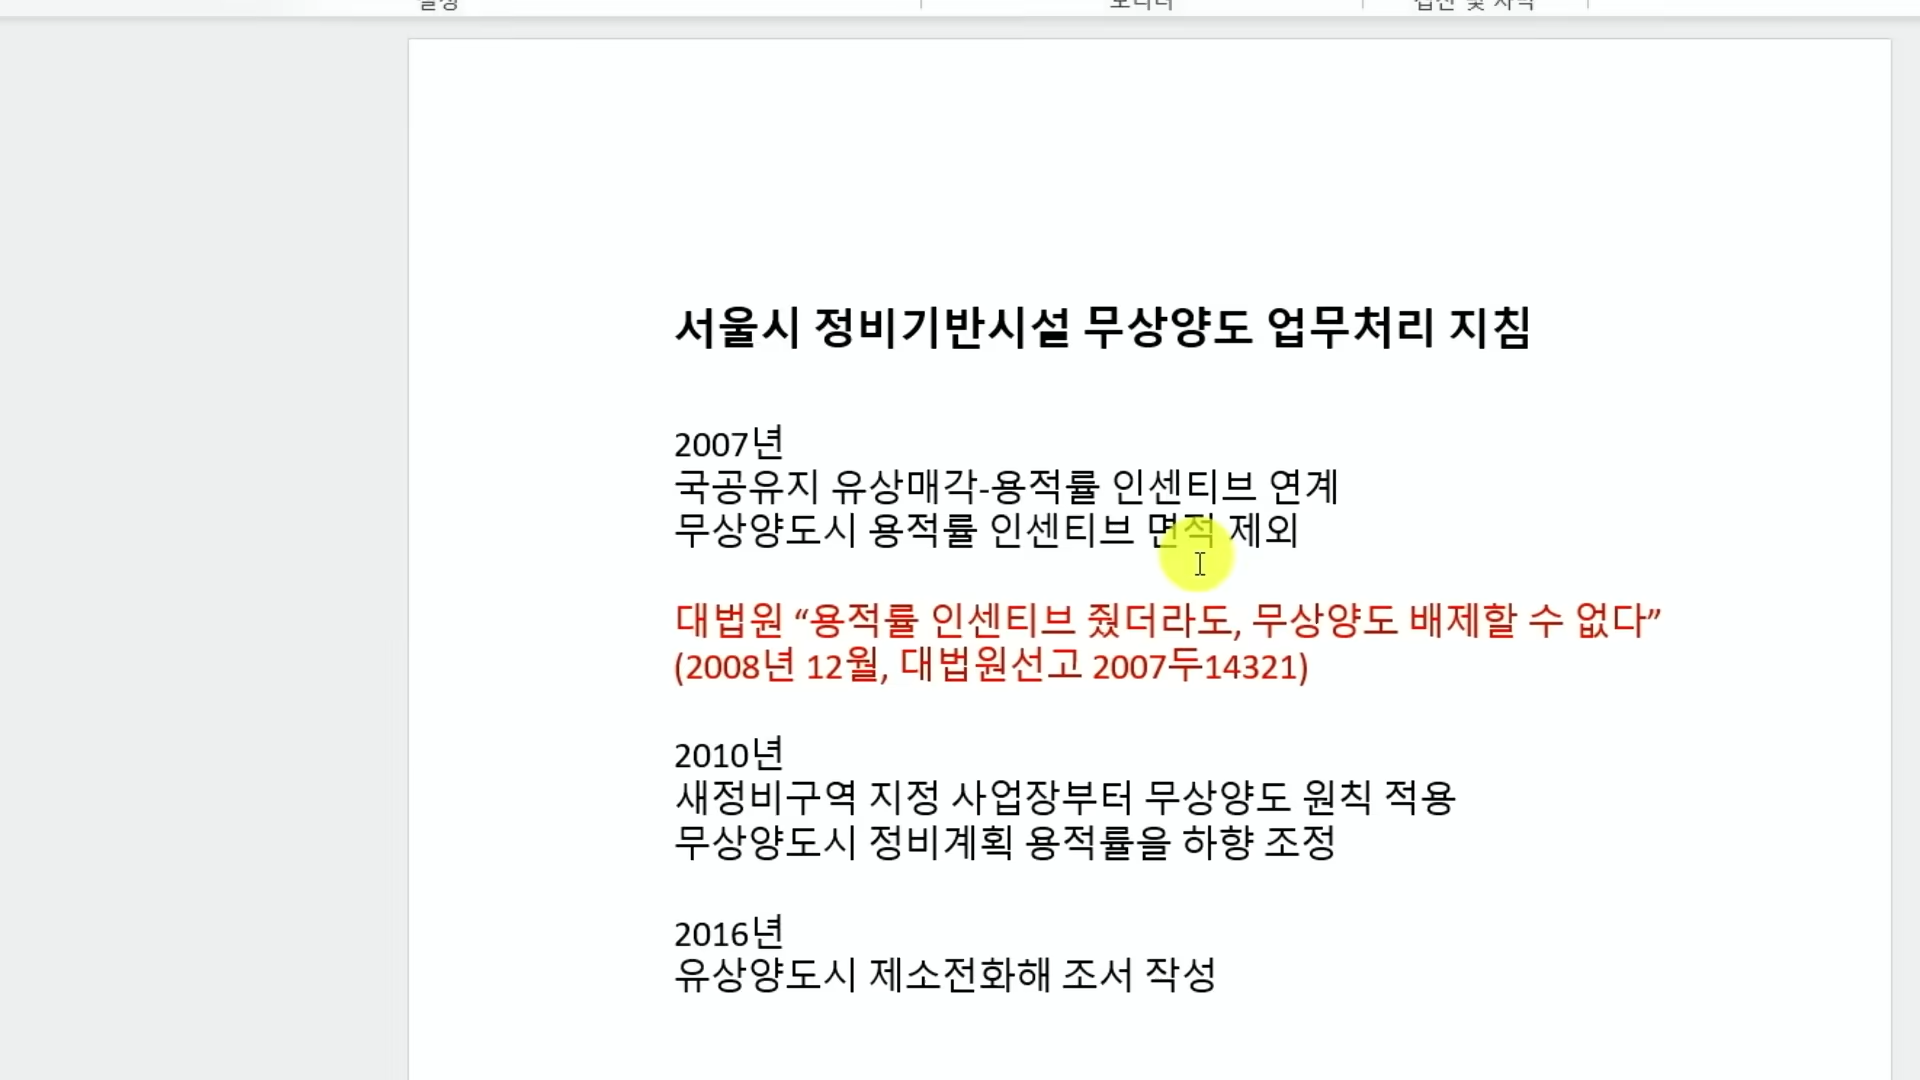 서울시 정비기반시설 무상양도 업무처리 지침
2007년
국공유지 유상매각-용적률 인센티브 연계
무상양도시 용적률 인센티브 면적 제외
대법원 “용적률 인센티브 줬더라도, 무상양도 배제할 수 없다”
(2008년 12월, 대법원선고 2007두14321)
2010년
새정비구역 지정 사업장부터 무상양도 원칙 적용
무상양도시 정비계획 용적률을 하향 조정
2016년
유상양도시 제소전화해 조서 작성